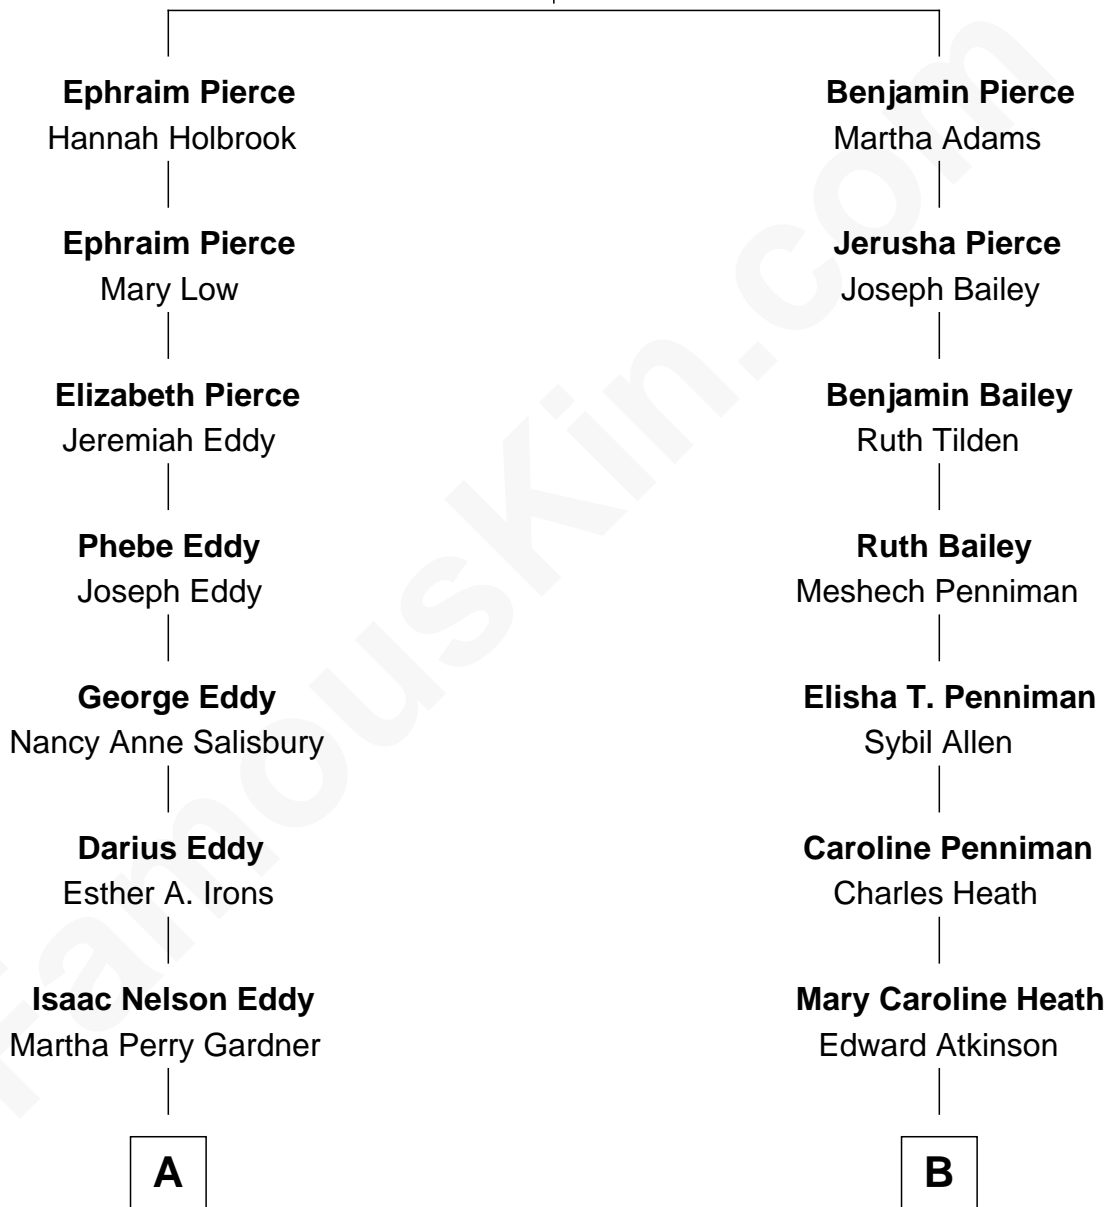 Ephraim Pierce
Hannah Holbrook
Ephraim Pierce
Mary Low
Elizabeth Pierce
Jeremiah Eddy
Phebe Eddy
Joseph Eddy
George Eddy
Nancy Anne Salisbury
Darius Eddy
Esther A. Irons
Isaac Nelson Eddy
Martha Perry Gardner
A
Benjamin Pierce
Martha Adams
Jerusha Pierce
Joseph Bailey
Benjamin Bailey
Ruth Tilden
Ruth Bailey
Meshech Penniman
Elisha T. Penniman
Sybil Allen
Caroline Penniman
Charles Heath
Mary Caroline Heath
Edward Atkinson
B
FamousKin.com